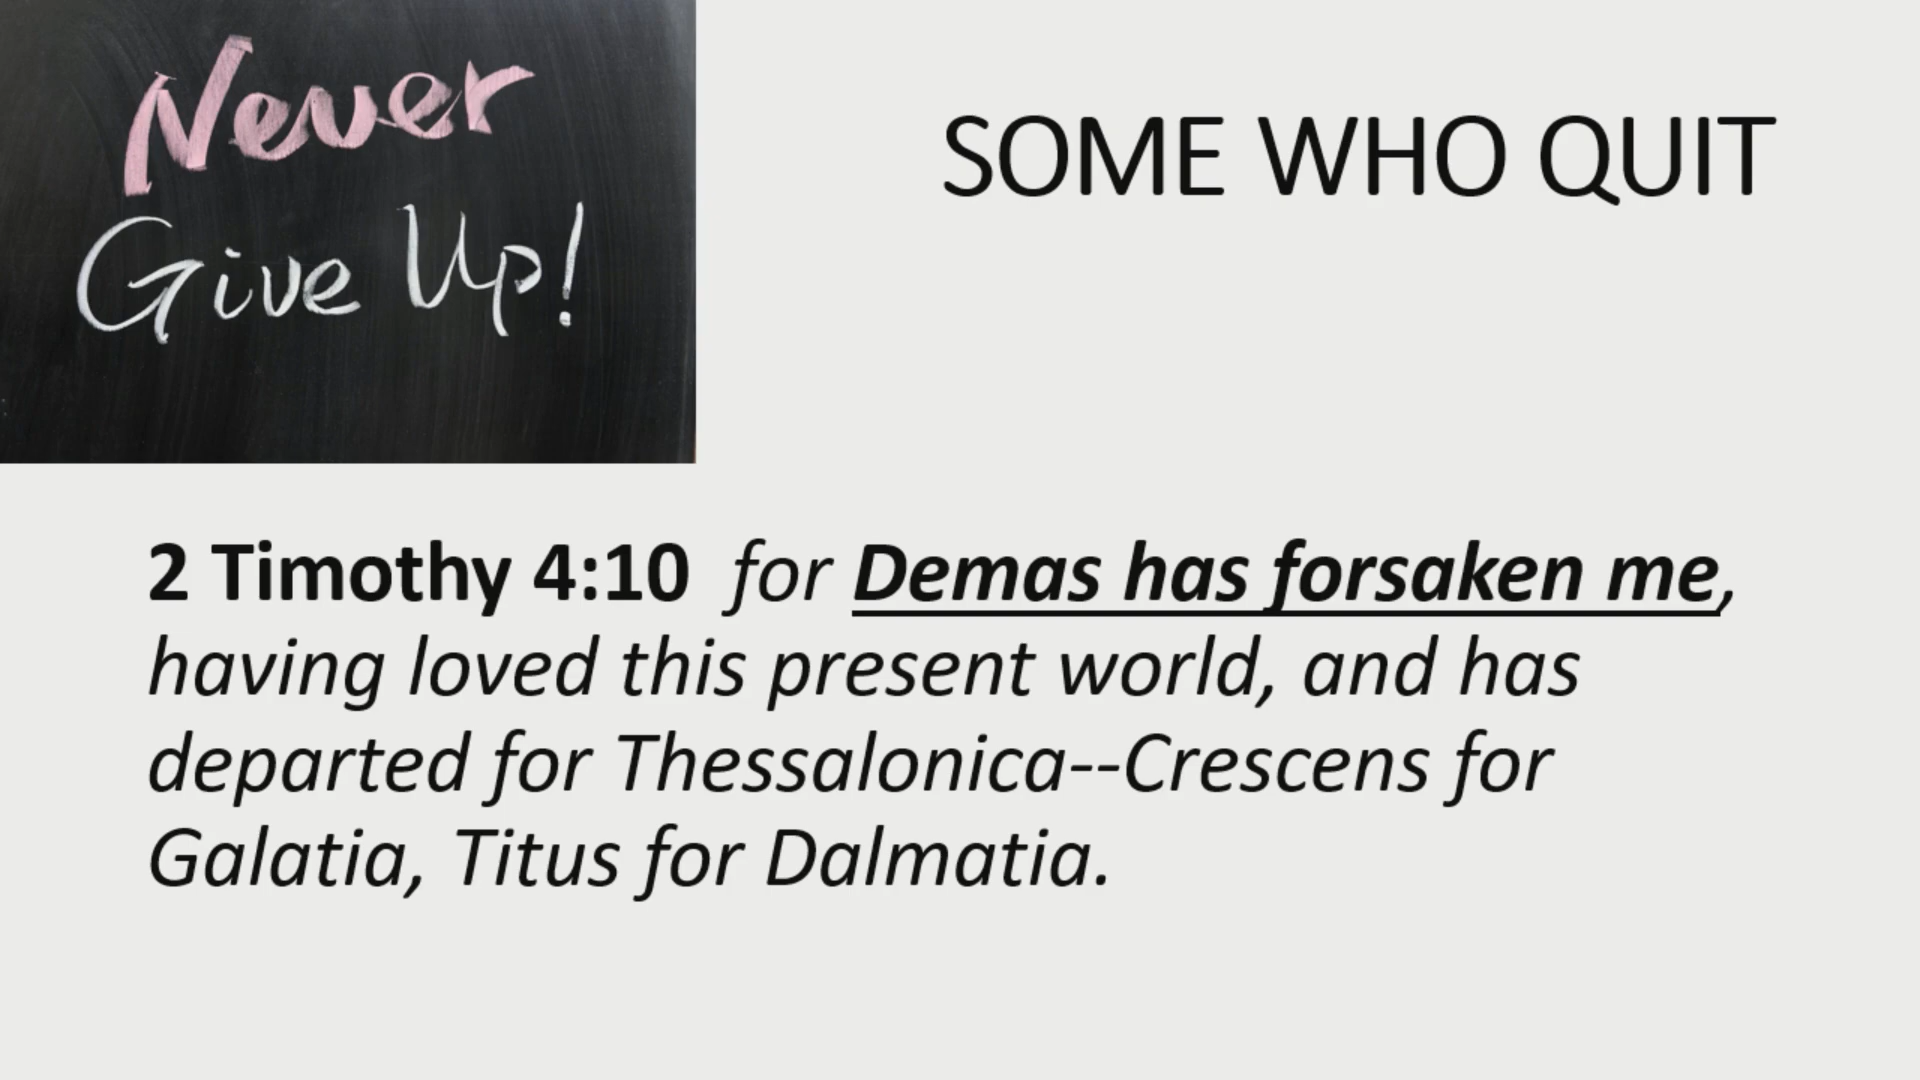 Never
Give Up!
SOME WHO QUIT
2 Timothy 4:10 for Demas has forsaken me,
having loved this present world, and has
departed for Thessalonica--Crescens for
Galatia, Titus for Dalmatia.